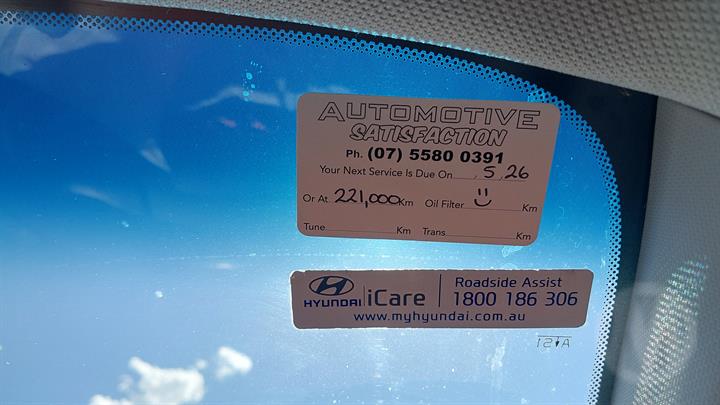 AUTOMOTIVE
SATISFACTION
Ph. (07) 5580 0391
Your Next Service Is Due On 5.26
Or At 221,000 Km Oil Filter Km
Tune Km Trans Km
HYUNDAI iCare Roadside Assist
1800 186 306
www.myhyundai.com.au